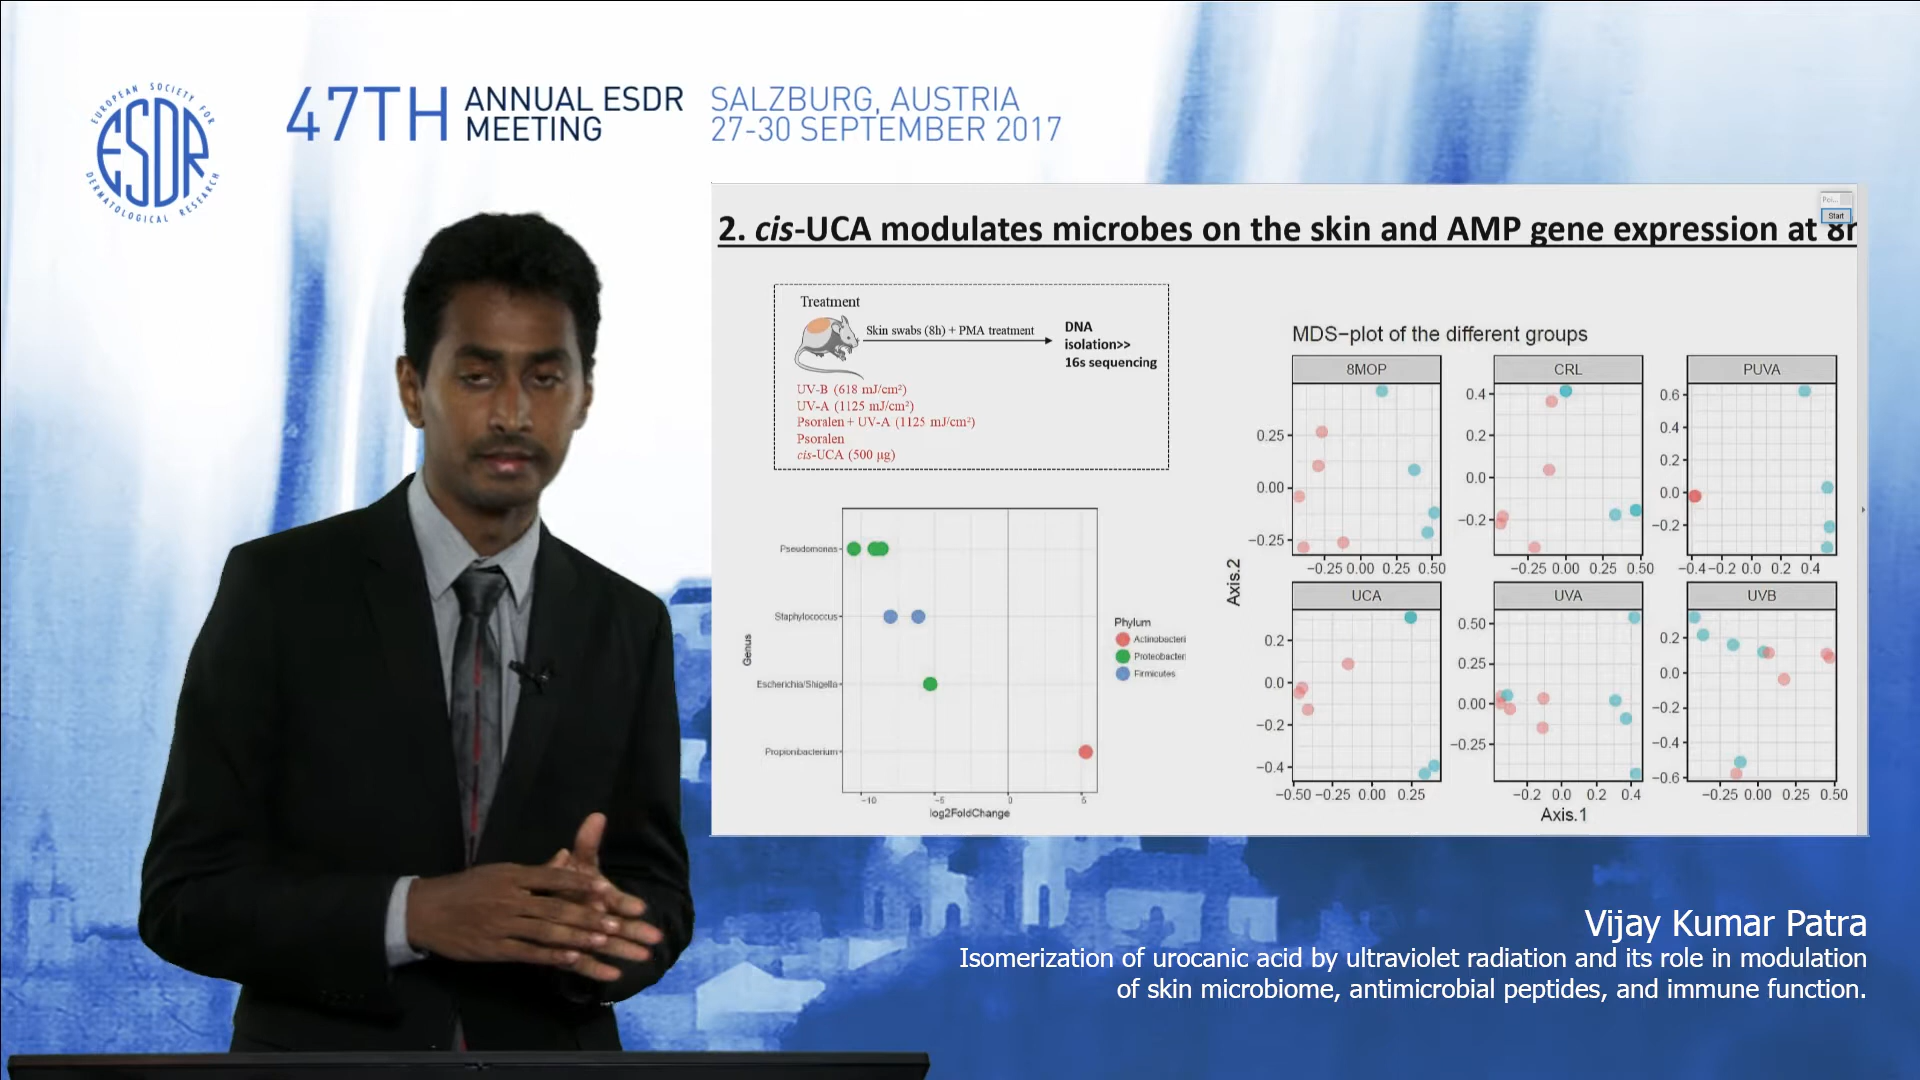 EUROPEAN SOCIETY FOR
ESDR
DERMATOLOGICAL RESEARCH
47TH ANNUAL ESDR MEETING
SALZBURG, AUSTRIA
27-30 SEPTEMBER 2017
Start
2. cis-UCA modulates microbes on the skin and AMP gene expression at
Treatment
Skin swabs (8h) + PMA treatment
DNA
isolation>>
16s sequencing
UV-B (618 mJ/cm²)
UV-A (1125 mJ/cm²)
Psoralen + UV-A (1125 mJ/cm²)
Psoralen
cis-UCA (500 µg)
Genus
Pseudomonas
Staphylococcus
Escherichia/Shigella
Propionibacterium
−10 −5 0 5
log2FoldChange
Phylum
Actinobacteri
Proteobacter
Firmicutes
MDS−plot of the different groups
Axis.2
8MOP
0.25
0.00
−0.25
−0.25 0.00 0.25 0.50
CRL
0.4
0.2
0.0
−0.2
−0.25 0.00 0.25 0.50
PUVA
0.6
0.4
0.2
0.0
−0.2
−0.4 −0.2 0.0 0.2 0.4
UCA
0.2
0.0
−0.2
−0.4
−0.50 −0.25 0.00 0.25
UVA
0.50
0.25
0.00
−0.25
−0.2 0.0 0.2 0.4
UVB
0.2
0.0
−0.2
−0.4
−0.6
−0.25 0.00 0.25 0.50
Axis.1
Vijay Kumar Patra
Isomerization of urocanic acid by ultraviolet radiation and its role in modulation
of skin microbiome, antimicrobial peptides, and immune function.